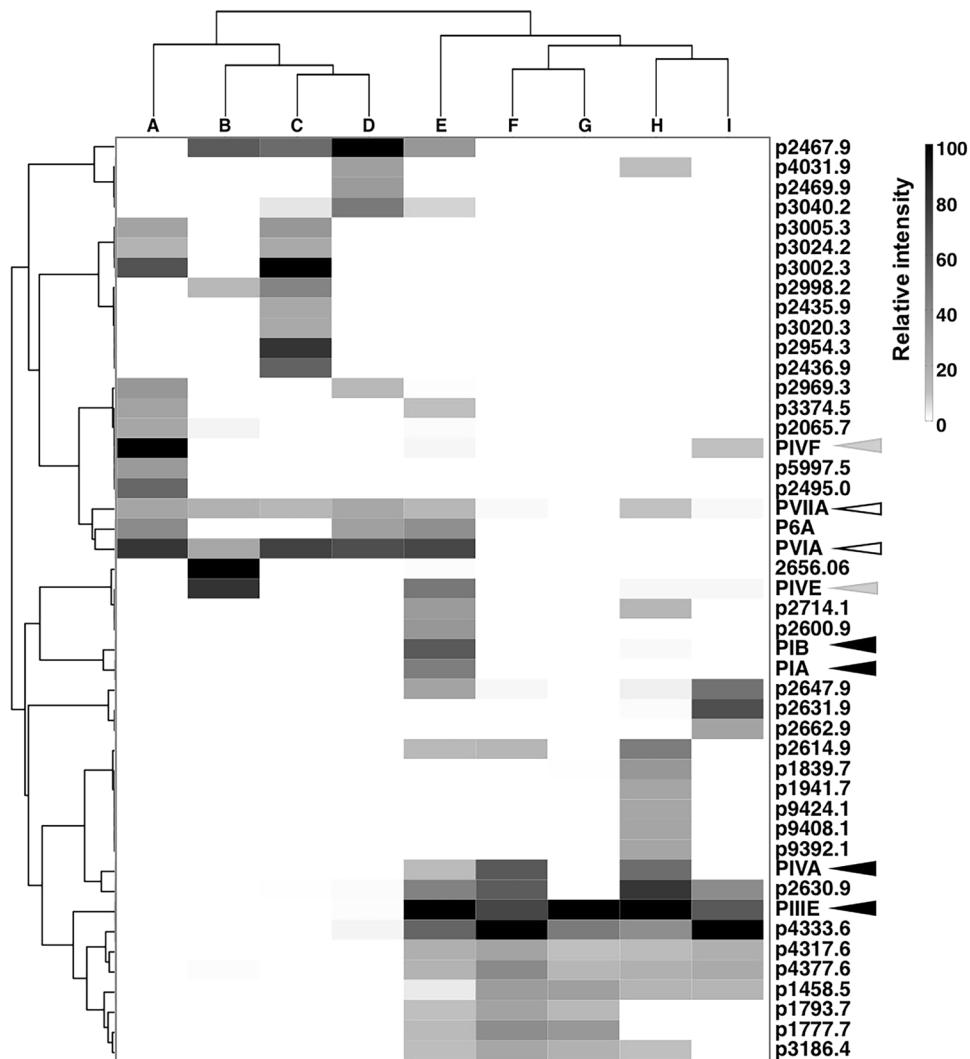 A B C D E F G H I
p2467.9
p4031.9
p2469.9
p3040.2
p3005.3
p3024.2
p3002.3
p2998.2
p2435.9
p3020.3
p2954.3
p2436.9
p2969.3
p3374.5
p2065.7
PIVF
p5997.5
p2495.0
PVIIA
P6A
PVIA
2656.06
PIVE
p2714.1
p2600.9
PIB
PIA
p2647.9
p2631.9
p2662.9
p2614.9
p1839.7
p1941.7
p9424.1
p9408.1
p9392.1
PIVA
p2630.9
PIIIE
p4333.6
p4317.6
p4377.6
p1458.5
p1793.7
p1777.7
p3186.4
Relative intensity
100
80
60
40
20
0